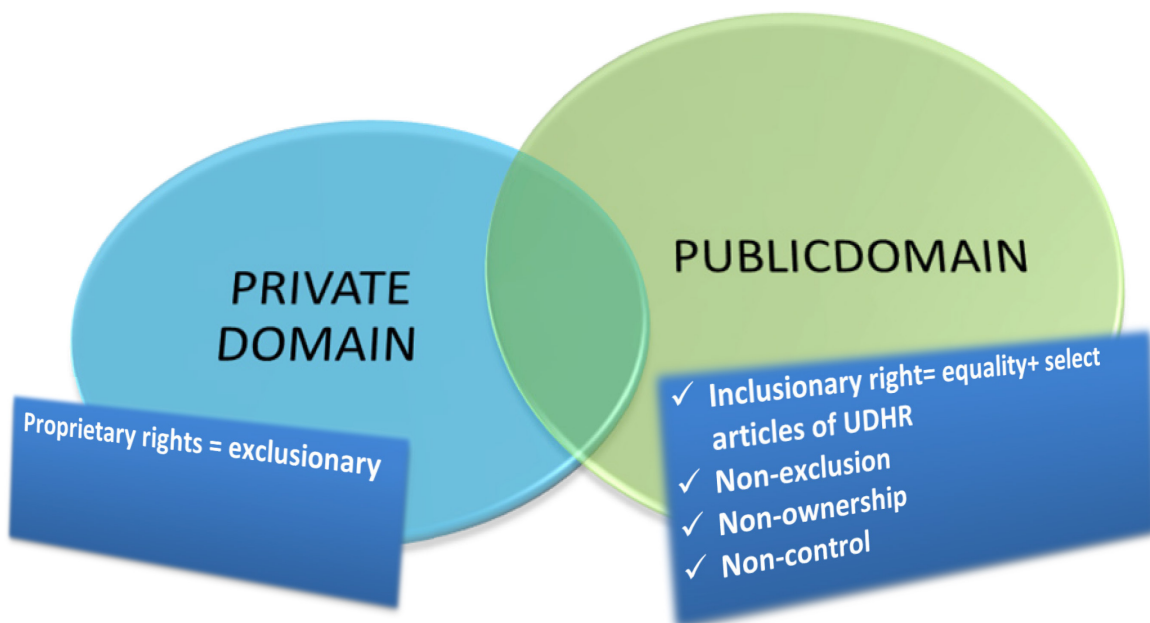 PRIVATE
DOMAIN
PUBLICDOMAIN
Proprietary rights = exclusionary
✓ Inclusionary right= equality+ select
articles of UDHR
✓ Non-exclusion
✓ Non-ownership
✓ Non-control